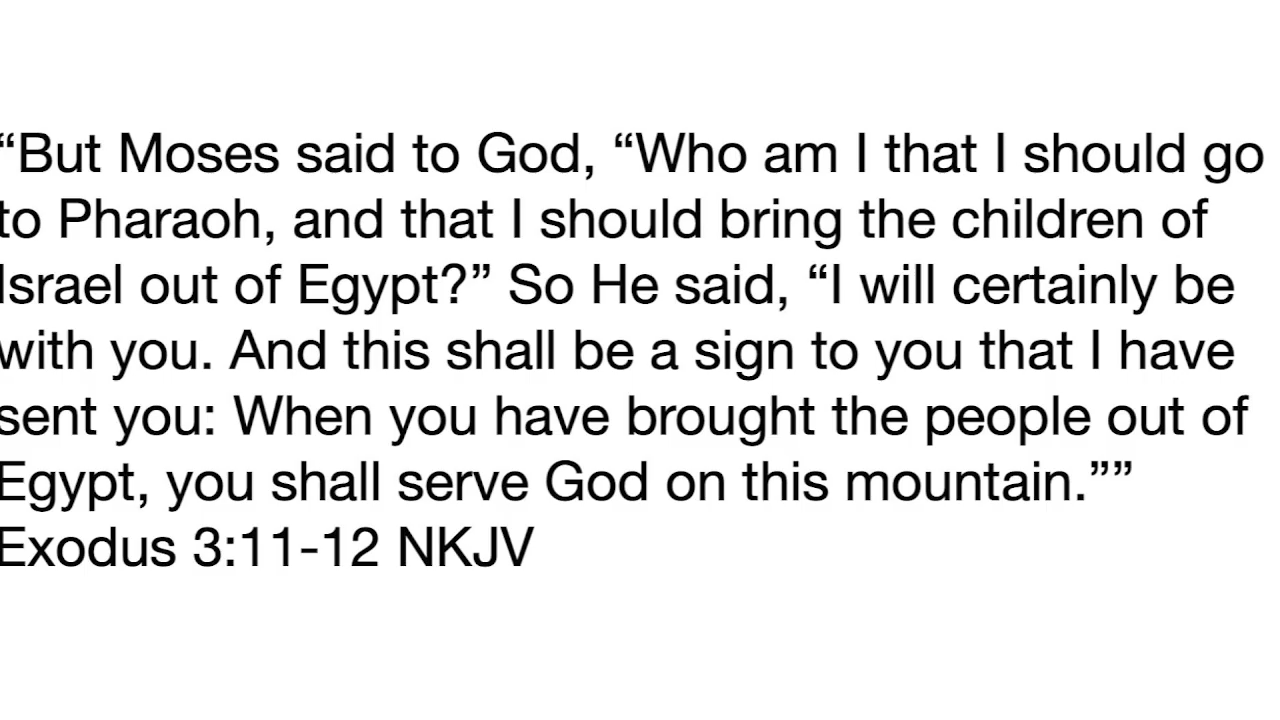 “But Moses said to God, “Who am I that I should go
to Pharaoh, and that I should bring the children of
Israel out of Egypt?” So He said, “I will certainly be
with you. And this shall be a sign to you that I have
sent you: When you have brought the people out of
Egypt, you shall serve God on this mountain.””
Exodus 3:11-12 NKJV